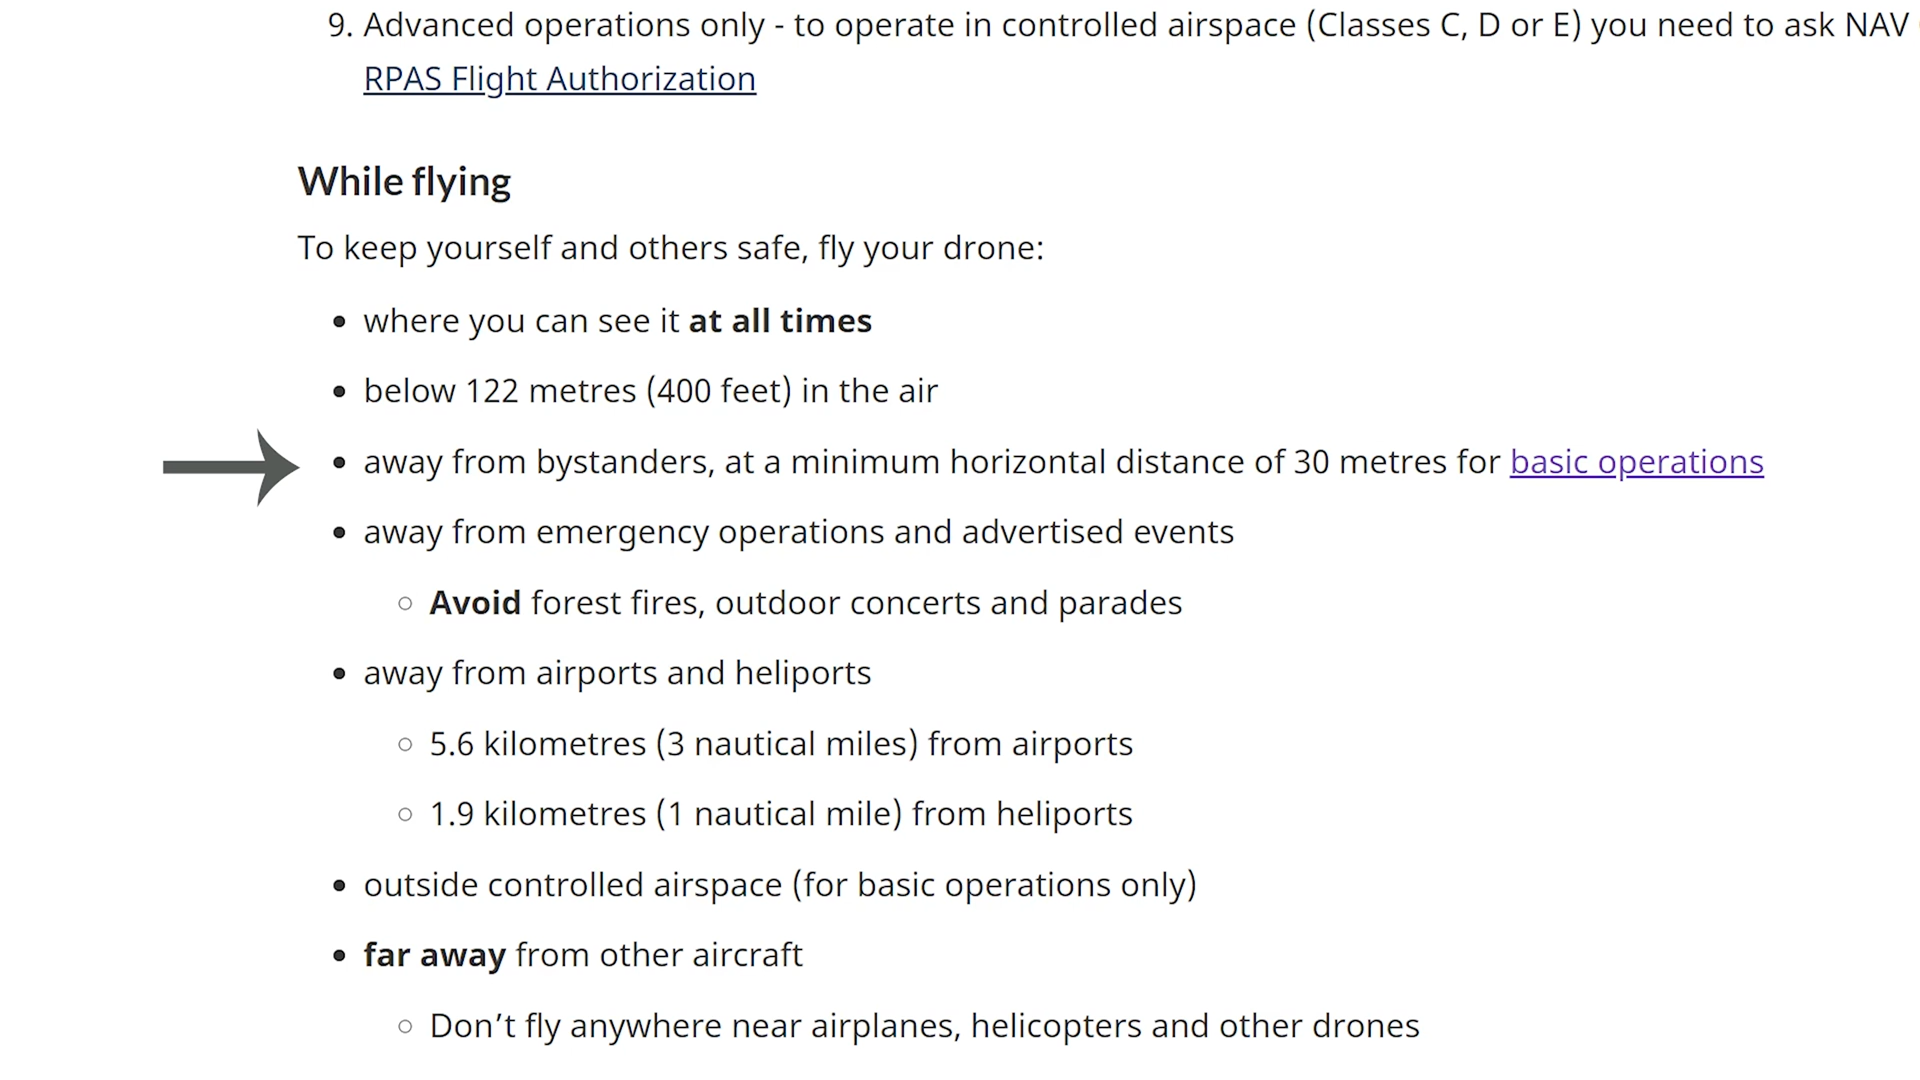 9. Advanced operations only - to operate in controlled airspace (Classes C, D or E) you need to ask NAV
RPAS Flight Authorization
While flying
To keep yourself and others safe, fly your drone:
• where you can see it at all times
• below 122 metres (400 feet) in the air
• away from bystanders, at a minimum horizontal distance of 30 metres for basic operations
• away from emergency operations and advertised events
○ Avoid forest fires, outdoor concerts and parades
• away from airports and heliports
○ 5.6 kilometres (3 nautical miles) from airports
○ 1.9 kilometres (1 nautical mile) from heliports
• outside controlled airspace (for basic operations only)
• far away from other aircraft
○ Don’t fly anywhere near airplanes, helicopters and other drones